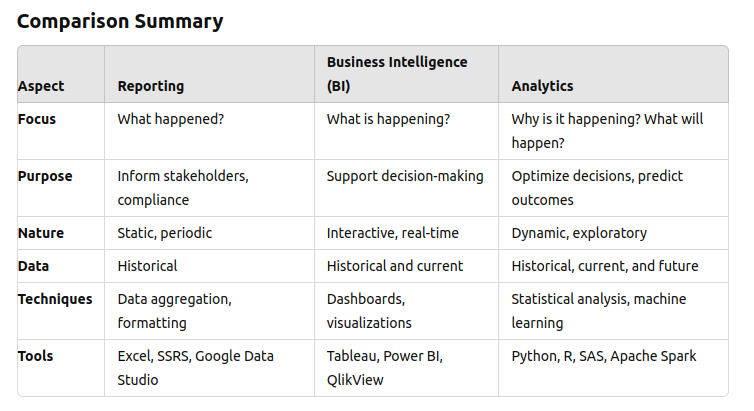 Comparison Summary
Aspect Reporting Business Intelligence (BI) Analytics
Focus What happened? What is happening? Why is it happening? What will happen?
Purpose Inform stakeholders, compliance Support decision-making Optimize decisions, predict outcomes
Nature Static, periodic Interactive, real-time Dynamic, exploratory
Data Historical Historical and current Historical, current, and future
Techniques Data aggregation, formatting Dashboards, visualizations Statistical analysis, machine learning
Tools Excel, SSRS, Google Data Studio Tableau, Power BI, QlikView Python, R, SAS, Apache Spark